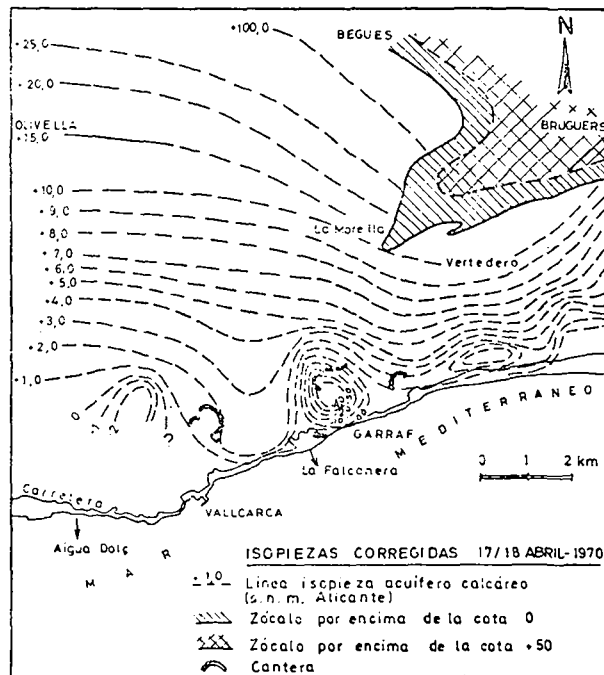 +25,0
+100,0
BEGUES
N
+20,0
OLIVELLA
+15,0
BRUGUERS
+10,0
+9,0
+8,0
La Morella
+7,0
Vertedero
+6,0
+5,0
+4,0
+3,0
+2,0
+1,0
0
-1
-2
GARRAF
MEDITERRANEO
La Falconera
0 1 2 km
Carretera
VALLCARCA
Aigua Dolç
MAR
ISOPIEZAS CORREGIDAS 17/18 ABRIL-1970
+1,0 Linea isopieza acuífero calcáreo
(s.n.m. Alicante)
Zócalo por encima de la cota 0
Zócalo por encima de la cota +50
Cantera